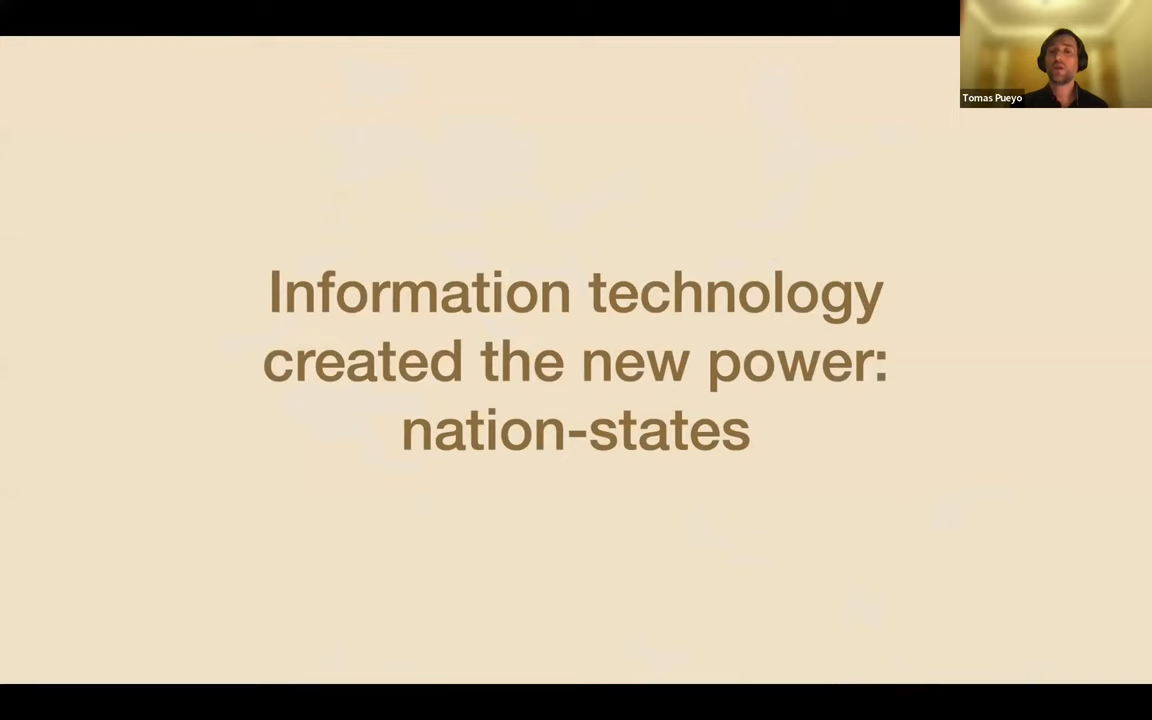 Tomas Pueyo
Information technology
created the new power:
nation-states